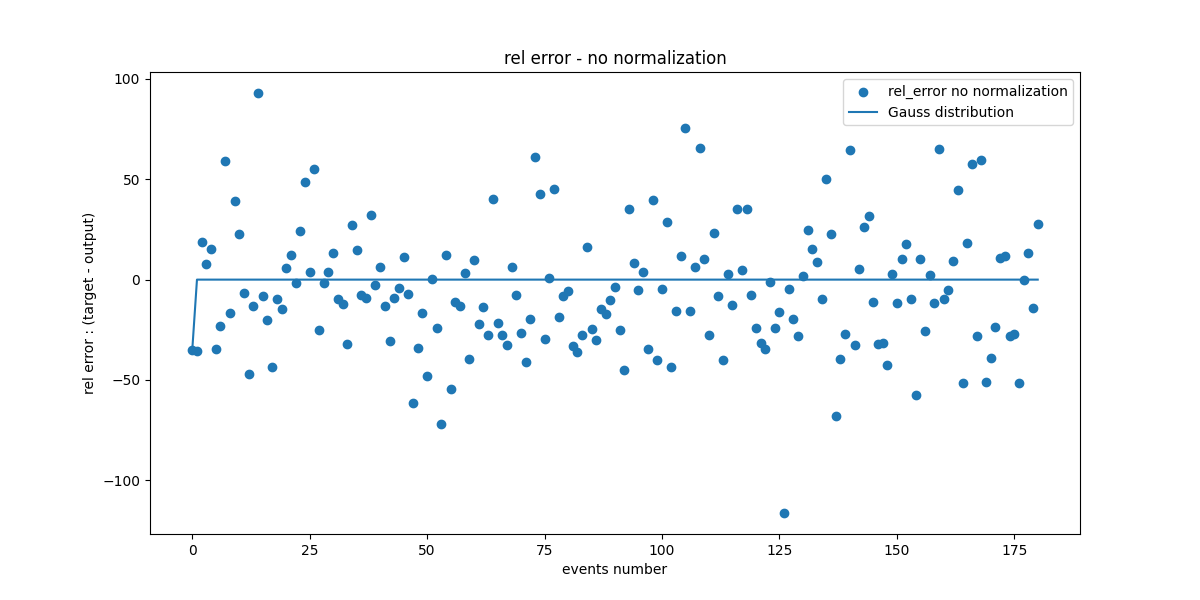 rel error - no normalization
rel_error no normalization
Gauss distribution
rel error : (target - output)
100
50
0
−50
−100
0 25 50 75 100 125 150 175
events number